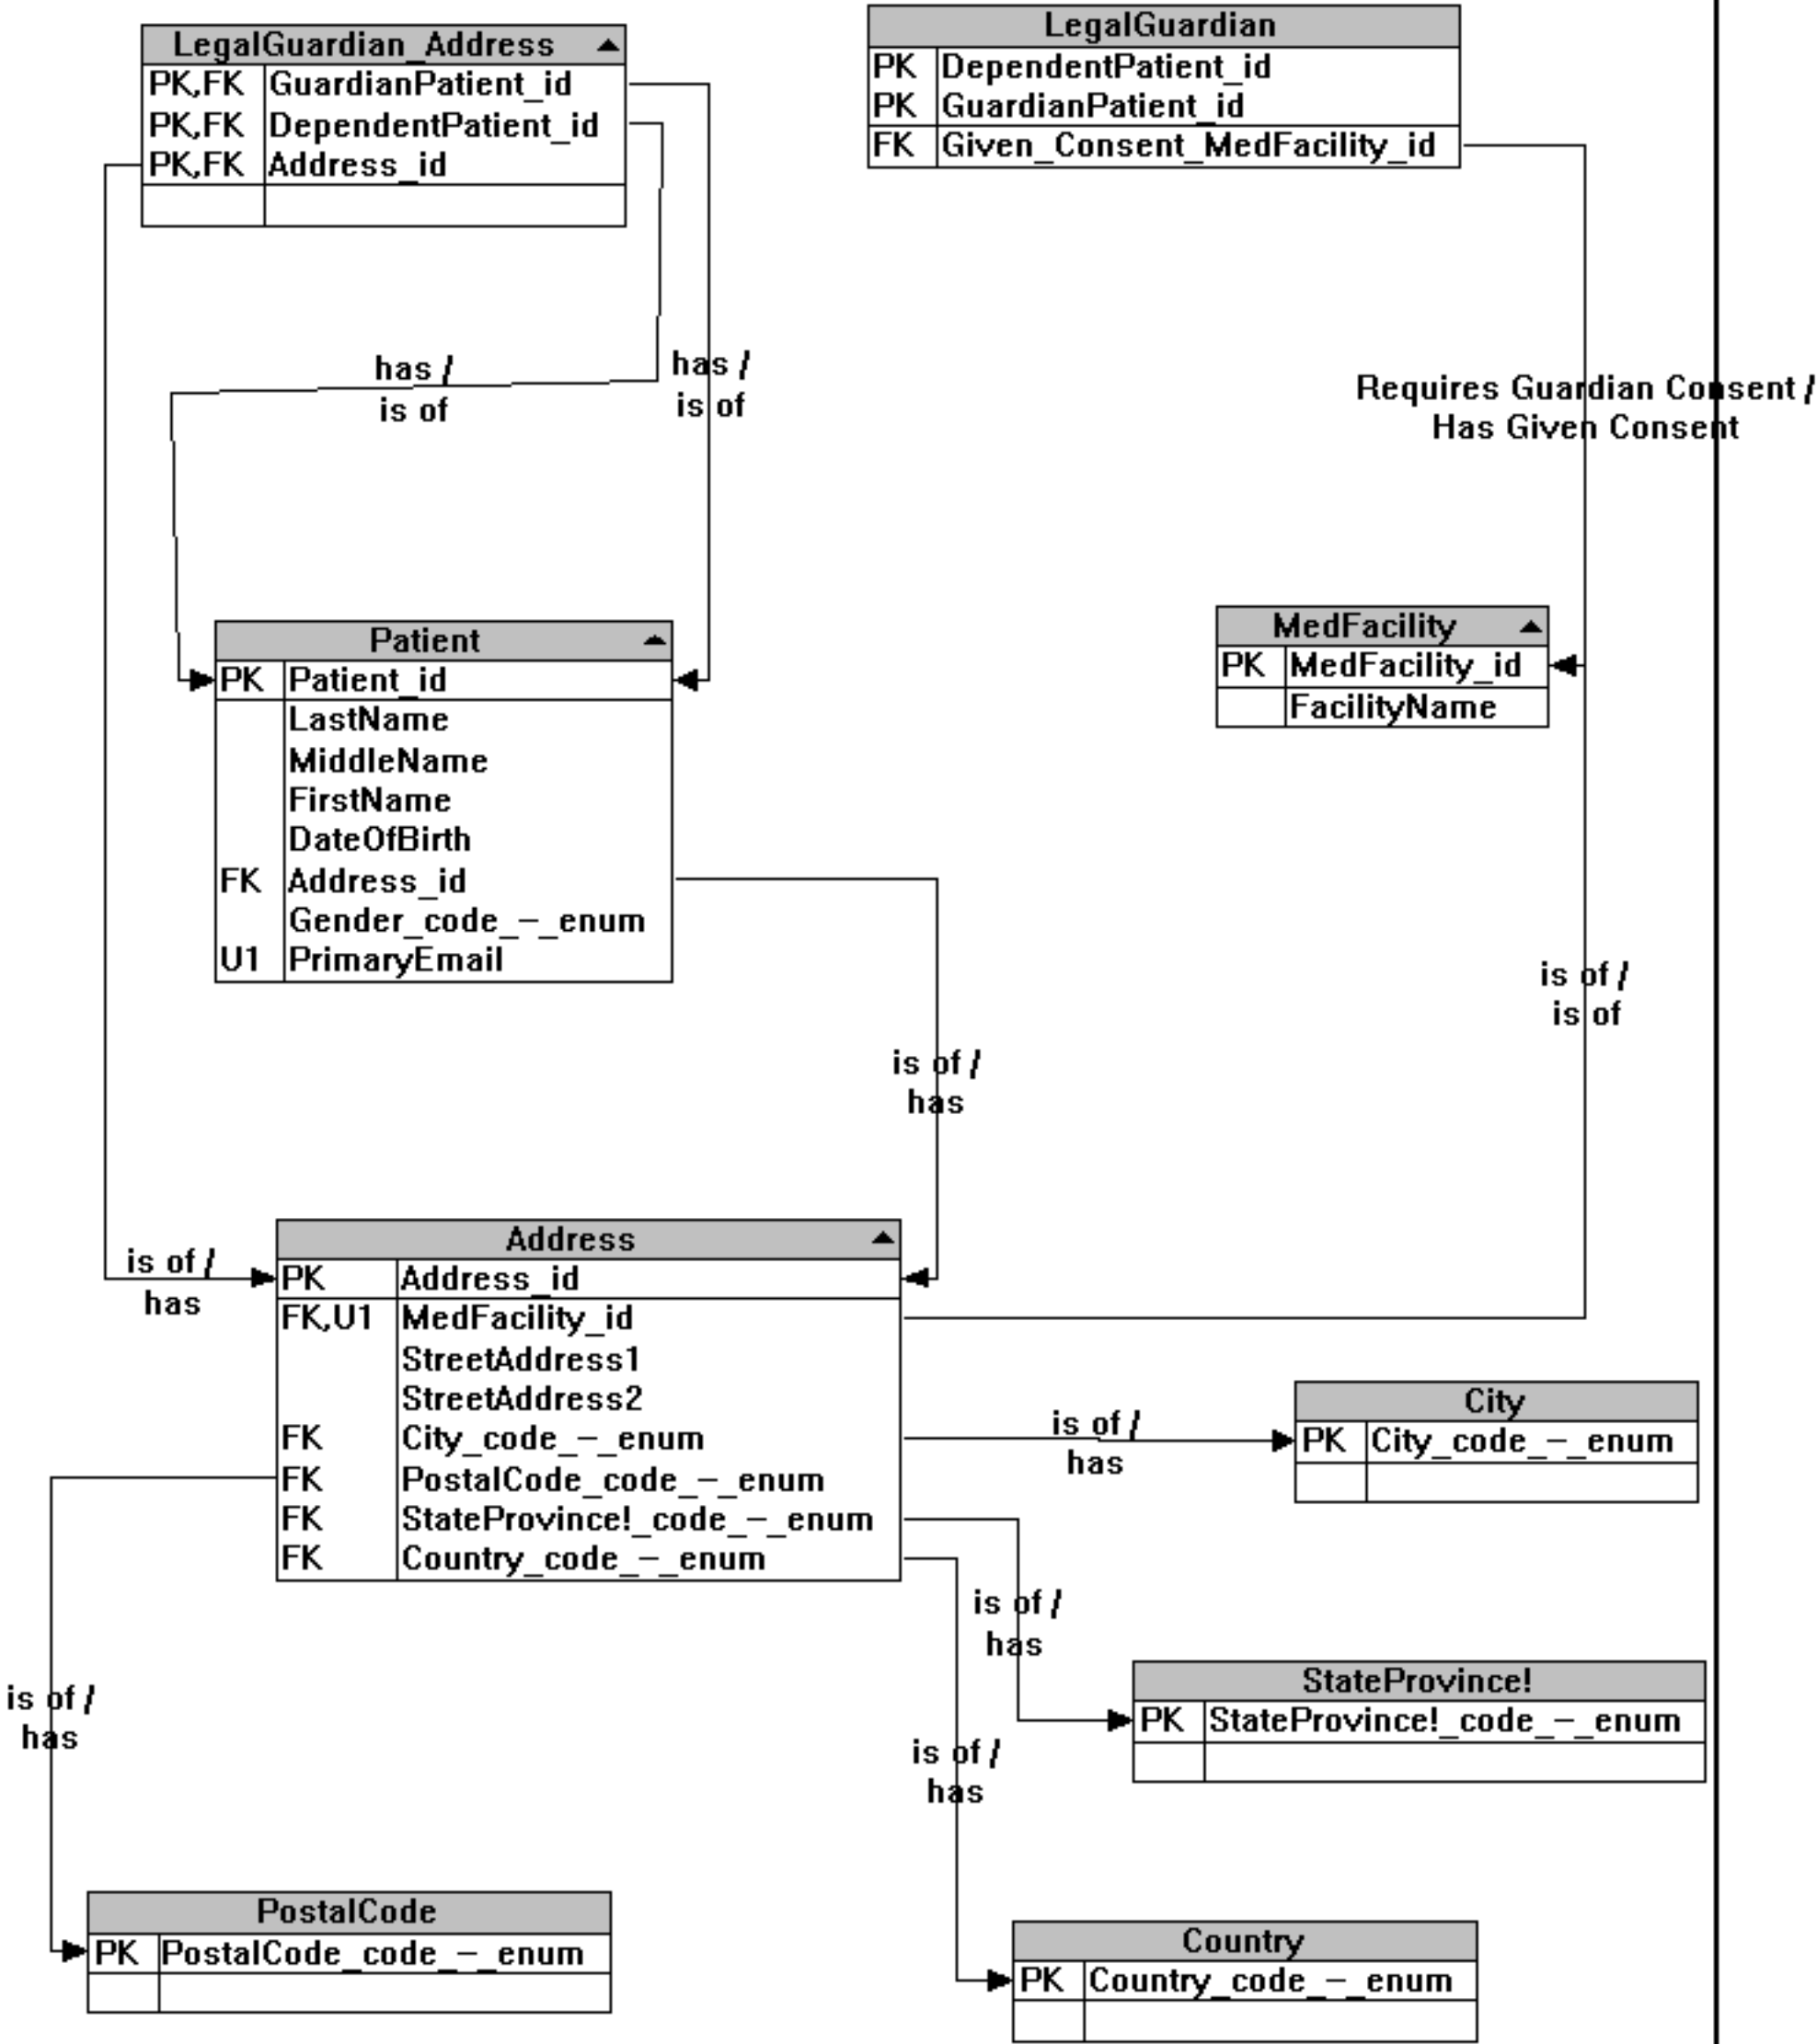 LegalGuardian_Address
PK,FK GuardianPatient_id
PK,FK DependentPatient_id
PK,FK Address_id
LegalGuardian
PK DependentPatient_id
PK GuardianPatient_id
FK Given_Consent_MedFacility_id
has /
is of
has /
is of
Requires Guardian Consent /
Has Given Consent
Patient
PK Patient_id
LastName
MiddleName
FirstName
DateOfBirth
FK Address_id
Gender_code_-_enum
U1 PrimaryEmail
MedFacility
PK MedFacility_id
FacilityName
is of /
is of
is of /
has
is of /
has
Address
PK Address_id
FK,U1 MedFacility_id
StreetAddress1
StreetAddress2
FK City_code_-_enum
FK PostalCode_code_-_enum
FK StateProvince!_code_-_enum
FK Country_code_-_enum
is of /
has
City
PK City_code_-_enum
is of /
has
StateProvince!
PK StateProvince!_code_-_enum
is of /
has
is of /
has
PostalCode
PK PostalCode_code_-_enum
Country
PK Country_code_-_enum